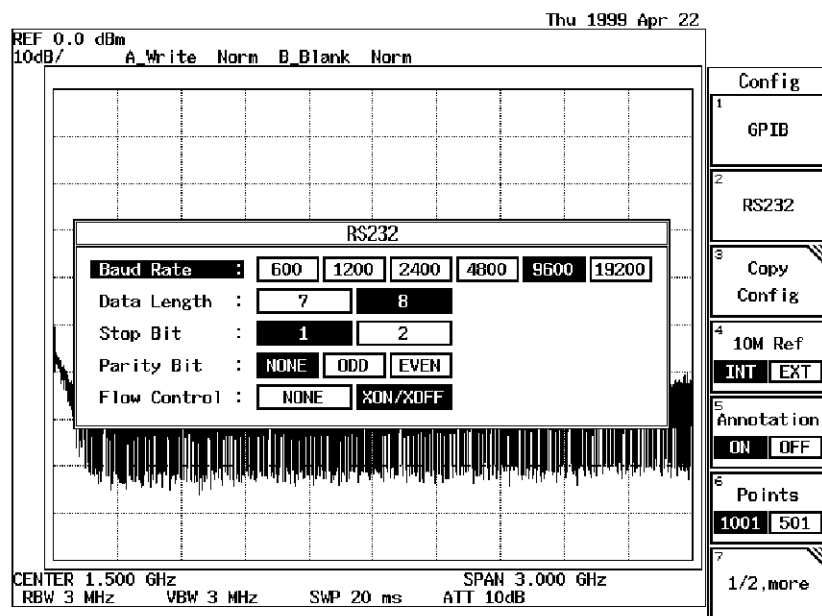 Thu 1999 Apr 22
REF 0.0 dBm
10dB/ A_Write Norm B_Blank Norm
RS232
Baud Rate : 600 1200 2400 4800 9600 19200
Data Length : 7 8
Stop Bit : 1 2
Parity Bit : NONE ODD EVEN
Flow Control : NONE XON/XOFF
CENTER 1.500 GHz SPAN 3.000 GHz
RBW 3 MHz VBW 3 MHz SWP 20 ms ATT 10dB
Config
1
GPIB
2
RS232
3
Copy
Config
4
10M Ref
INT EXT
5
Annotation
ON OFF
6
Points
1001 501
7
1/2,more